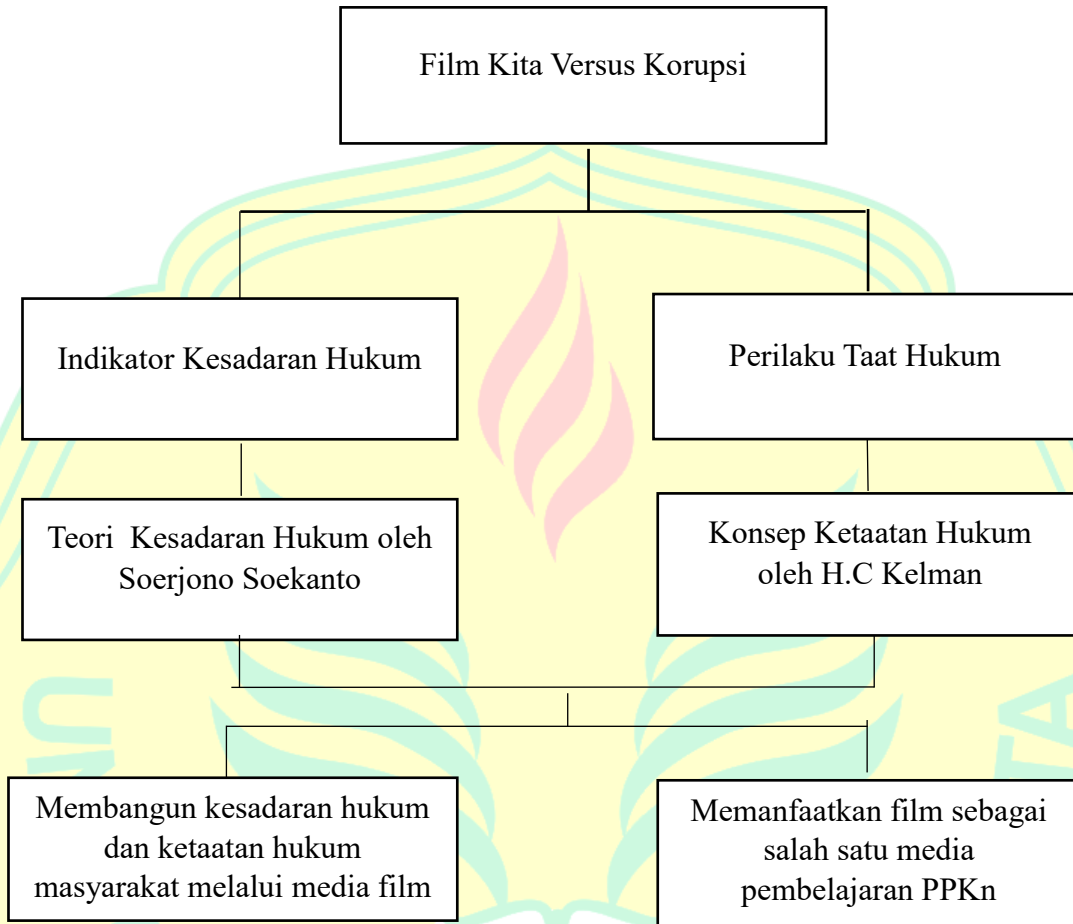 Film Kita Versus Korupsi
Indikator Kesadaran Hukum
Perilaku Taat Hukum
Teori Kesadaran Hukum oleh
Soerjono Soekanto
Konsep Ketaatan Hukum
oleh H.C Kelman
Membangun kesadaran hukum
dan ketaatan hukum
masyarakat melalui media film
Memanfaatkan film sebagai
salah satu media
pembelajaran PPKn
UN
TA